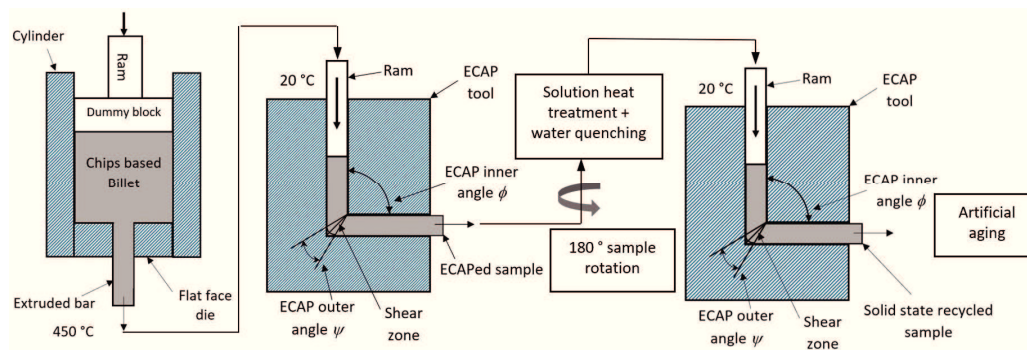 Cylinder
Ram
Dummy block
Chips based
Billet
Extruded bar
450 °C
Flat face
die
20 °C
Ram
ECAP
tool
ECAP inner
angle ϕ
ECAPed sample
ECAP outer
angle ψ
Shear
zone
Solution heat
treatment +
water quenching
180 ° sample
rotation
20 °C
Ram
ECAP
tool
ECAP inner
angle ϕ
Artificial
aging
Solid state recycled
sample
ECAP outer
angle ψ
Shear
zone